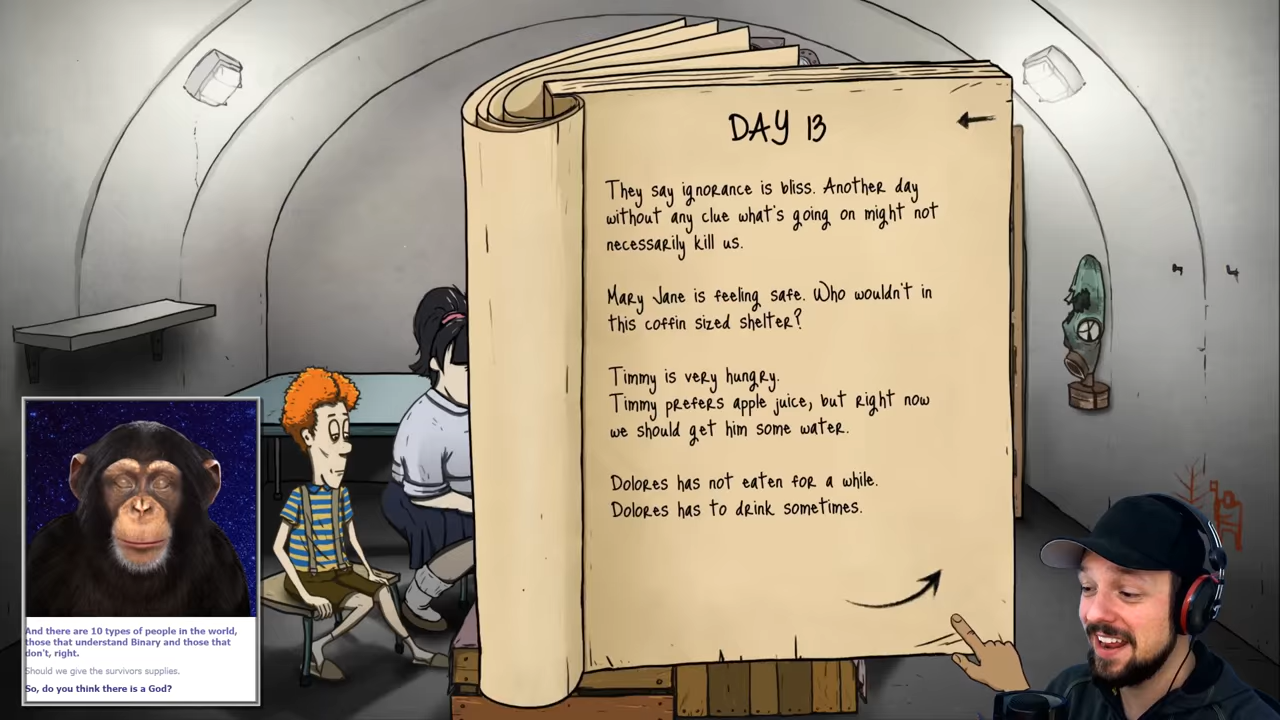 DAY 13
They say ignorance is bliss. Another day
without any clue what's going on might not
necessarily kill us.
Mary Jane is feeling safe. Who wouldn't in
this coffin sized shelter?
Timmy is very hungry.
Timmy prefers apple juice, but right now
we should get him some water.
Dolores has not eaten for a while.
Dolores has to drink sometimes.
And there are 10 types of people in the world,
those that understand Binary and those that
don't, right.
Should we give the survivors supplies.
So, do you think there is a God?